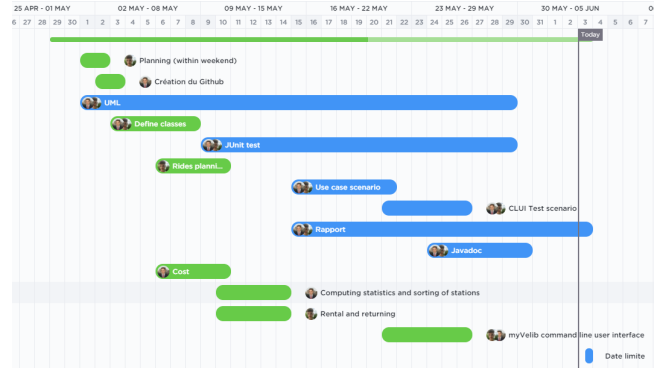 25 APR - 01 MAY 02 MAY - 08 MAY 09 MAY - 15 MAY 16 MAY - 22 MAY 23 MAY - 29 MAY 30 MAY - 05 JUN 0
6 27 28 29 30 1 2 3 4 5 6 7 8 9 10 11 12 13 14 15 16 17 18 19 20 21 22 23 24 25 26 27 28 29 30 31 1 2 3 4 5 6 7
Today
Planning (within weekend)
Création du Github
UML
Define classes
JUnit test
Rides planni...
Use case scenario
CLUI Test scenario
Rapport
Javadoc
Cost
Computing statistics and sorting of stations
Rental and returning
myVelib command line user interface
Date limite